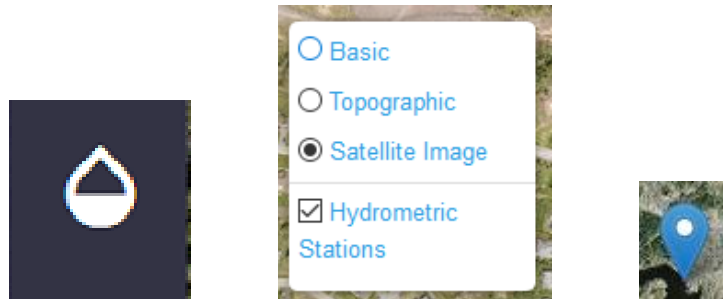 Basic
Topographic
Satellite Image
Hydrometric
Stations